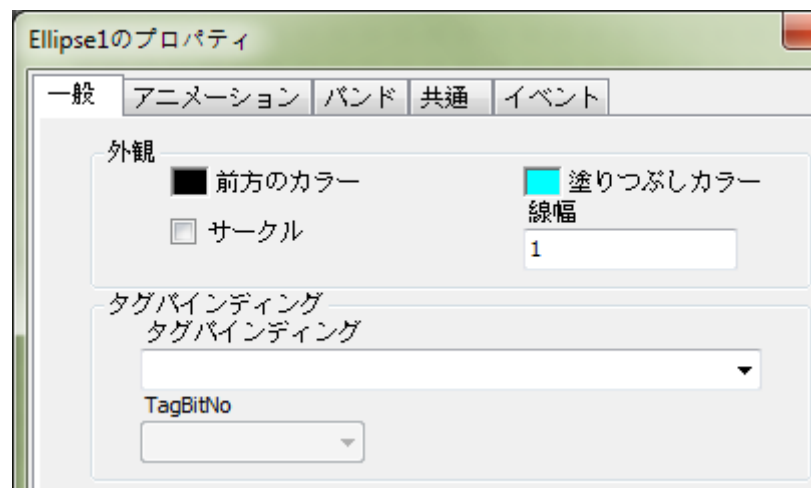 Ellipse1のプロパティ
一般 アニメーション バンド 共通 イベント
外観
前方のカラー 塗りつぶしカラー
サークル 線幅
1
タグバインディング
タグバインディング
TagBitNo